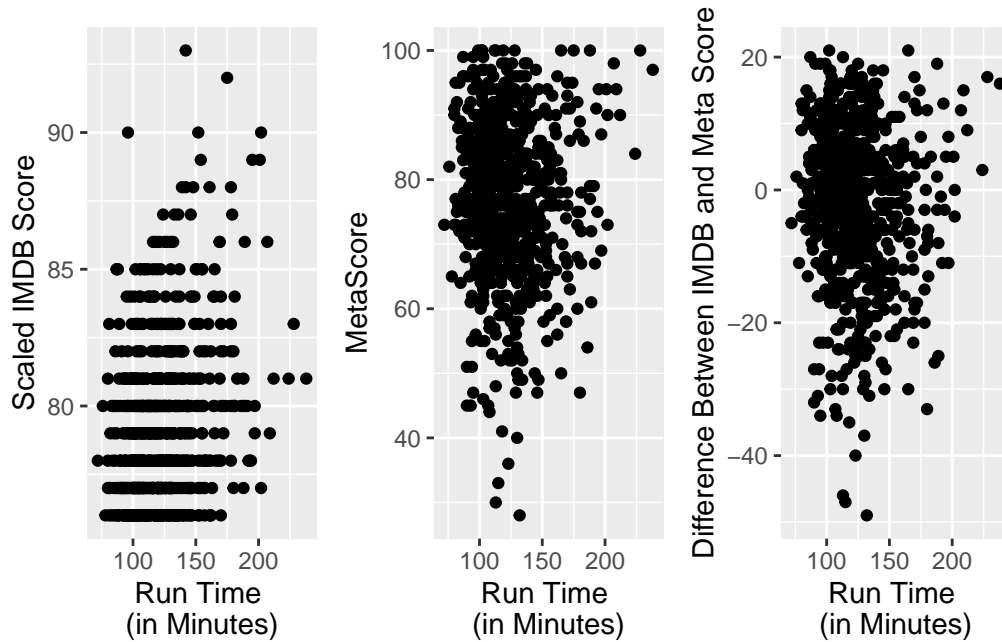 Scaled IMDB Score
90
85
80
100
150
200
Run Time
(in Minutes)
MetaScore
100
80
60
40
100
150
200
Run Time
(in Minutes)
Difference Between IMDB and Meta Score
20
0
−20
−40
100
150
200
Run Time
(in Minutes)